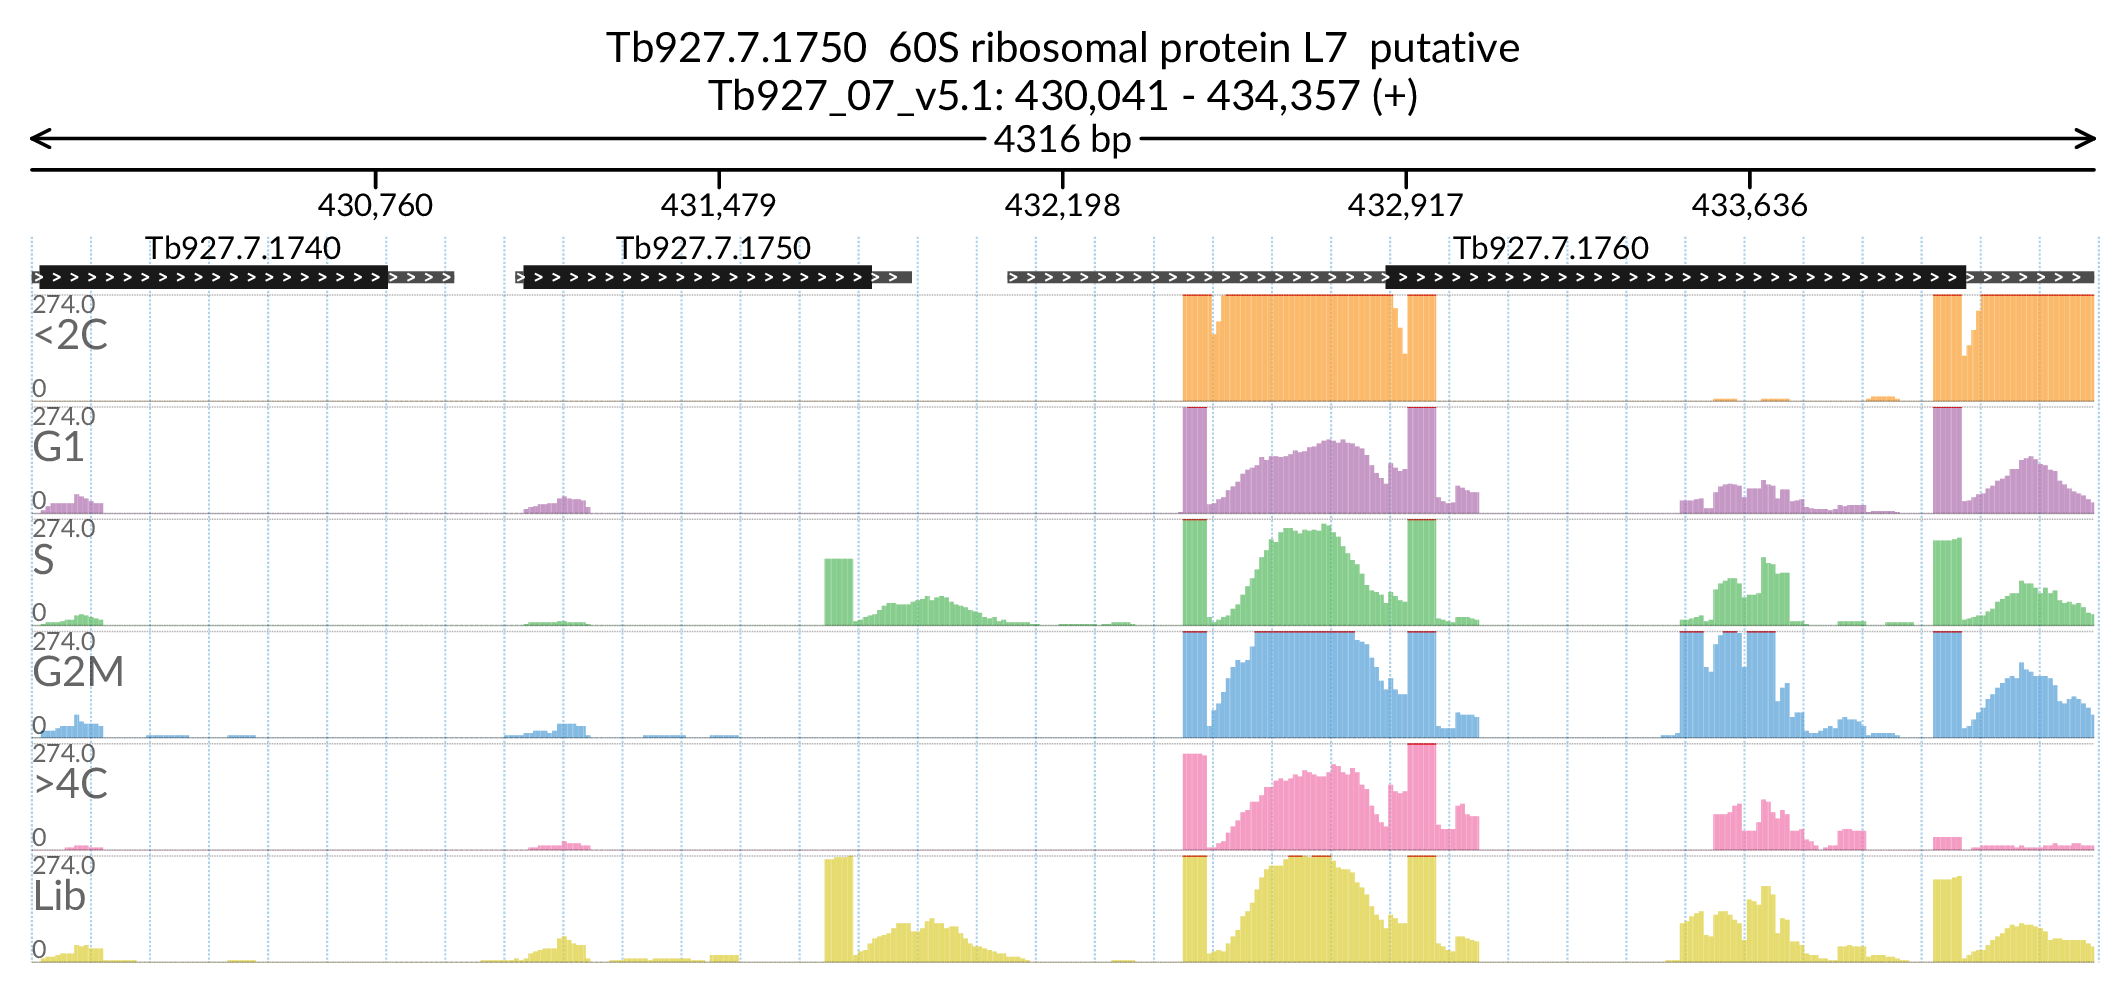 Tb927.7.1750  60S ribosomal protein L7  putative
Tb927_07_v5.1: 430,041 - 434,357 (+)
4316 bp
430,760 431,479 432,198 432,917 433,636
Tb927.7.1740 Tb927.7.1750 Tb927.7.1760
274.0
<2C
0
274.0
G1
0
274.0
S
0
274.0
G2M
0
274.0
>4C
0
274.0
Lib
0